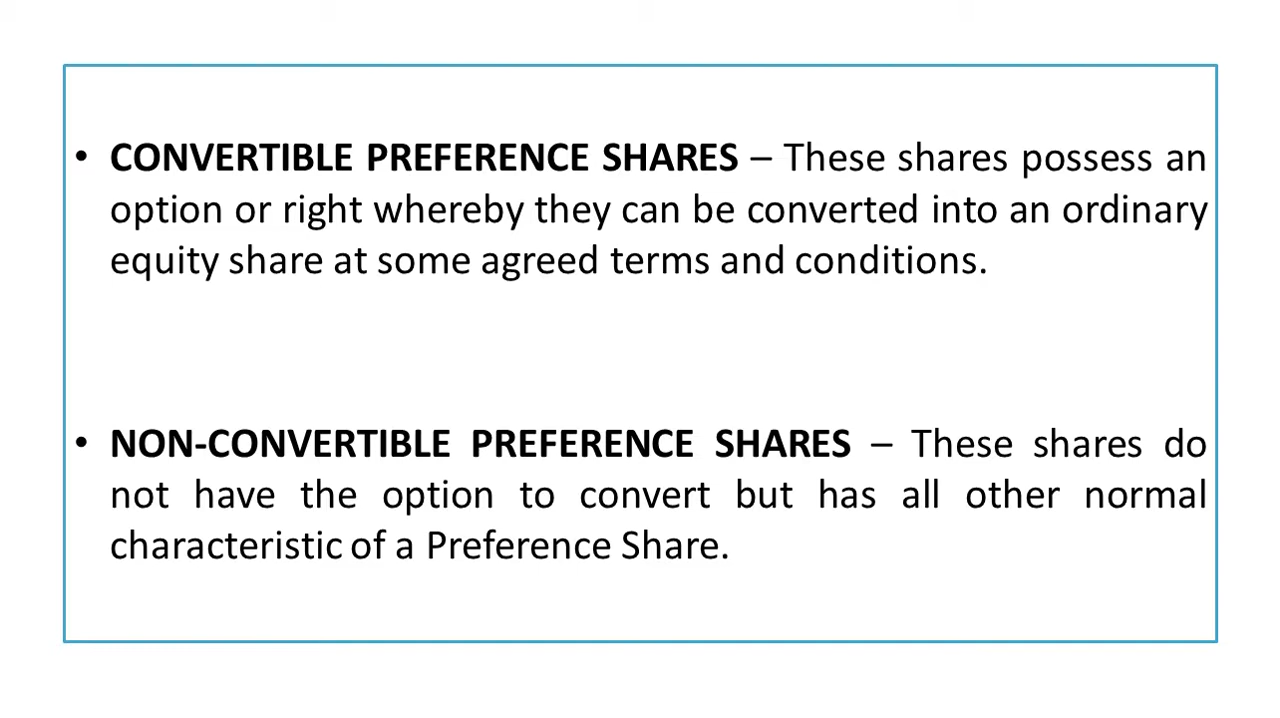 • CONVERTIBLE PREFERENCE SHARES – These shares possess an
option or right whereby they can be converted into an ordinary
equity share at some agreed terms and conditions.
• NON-CONVERTIBLE PREFERENCE SHARES – These shares do
not have the option to convert but has all other normal
characteristic of a Preference Share.